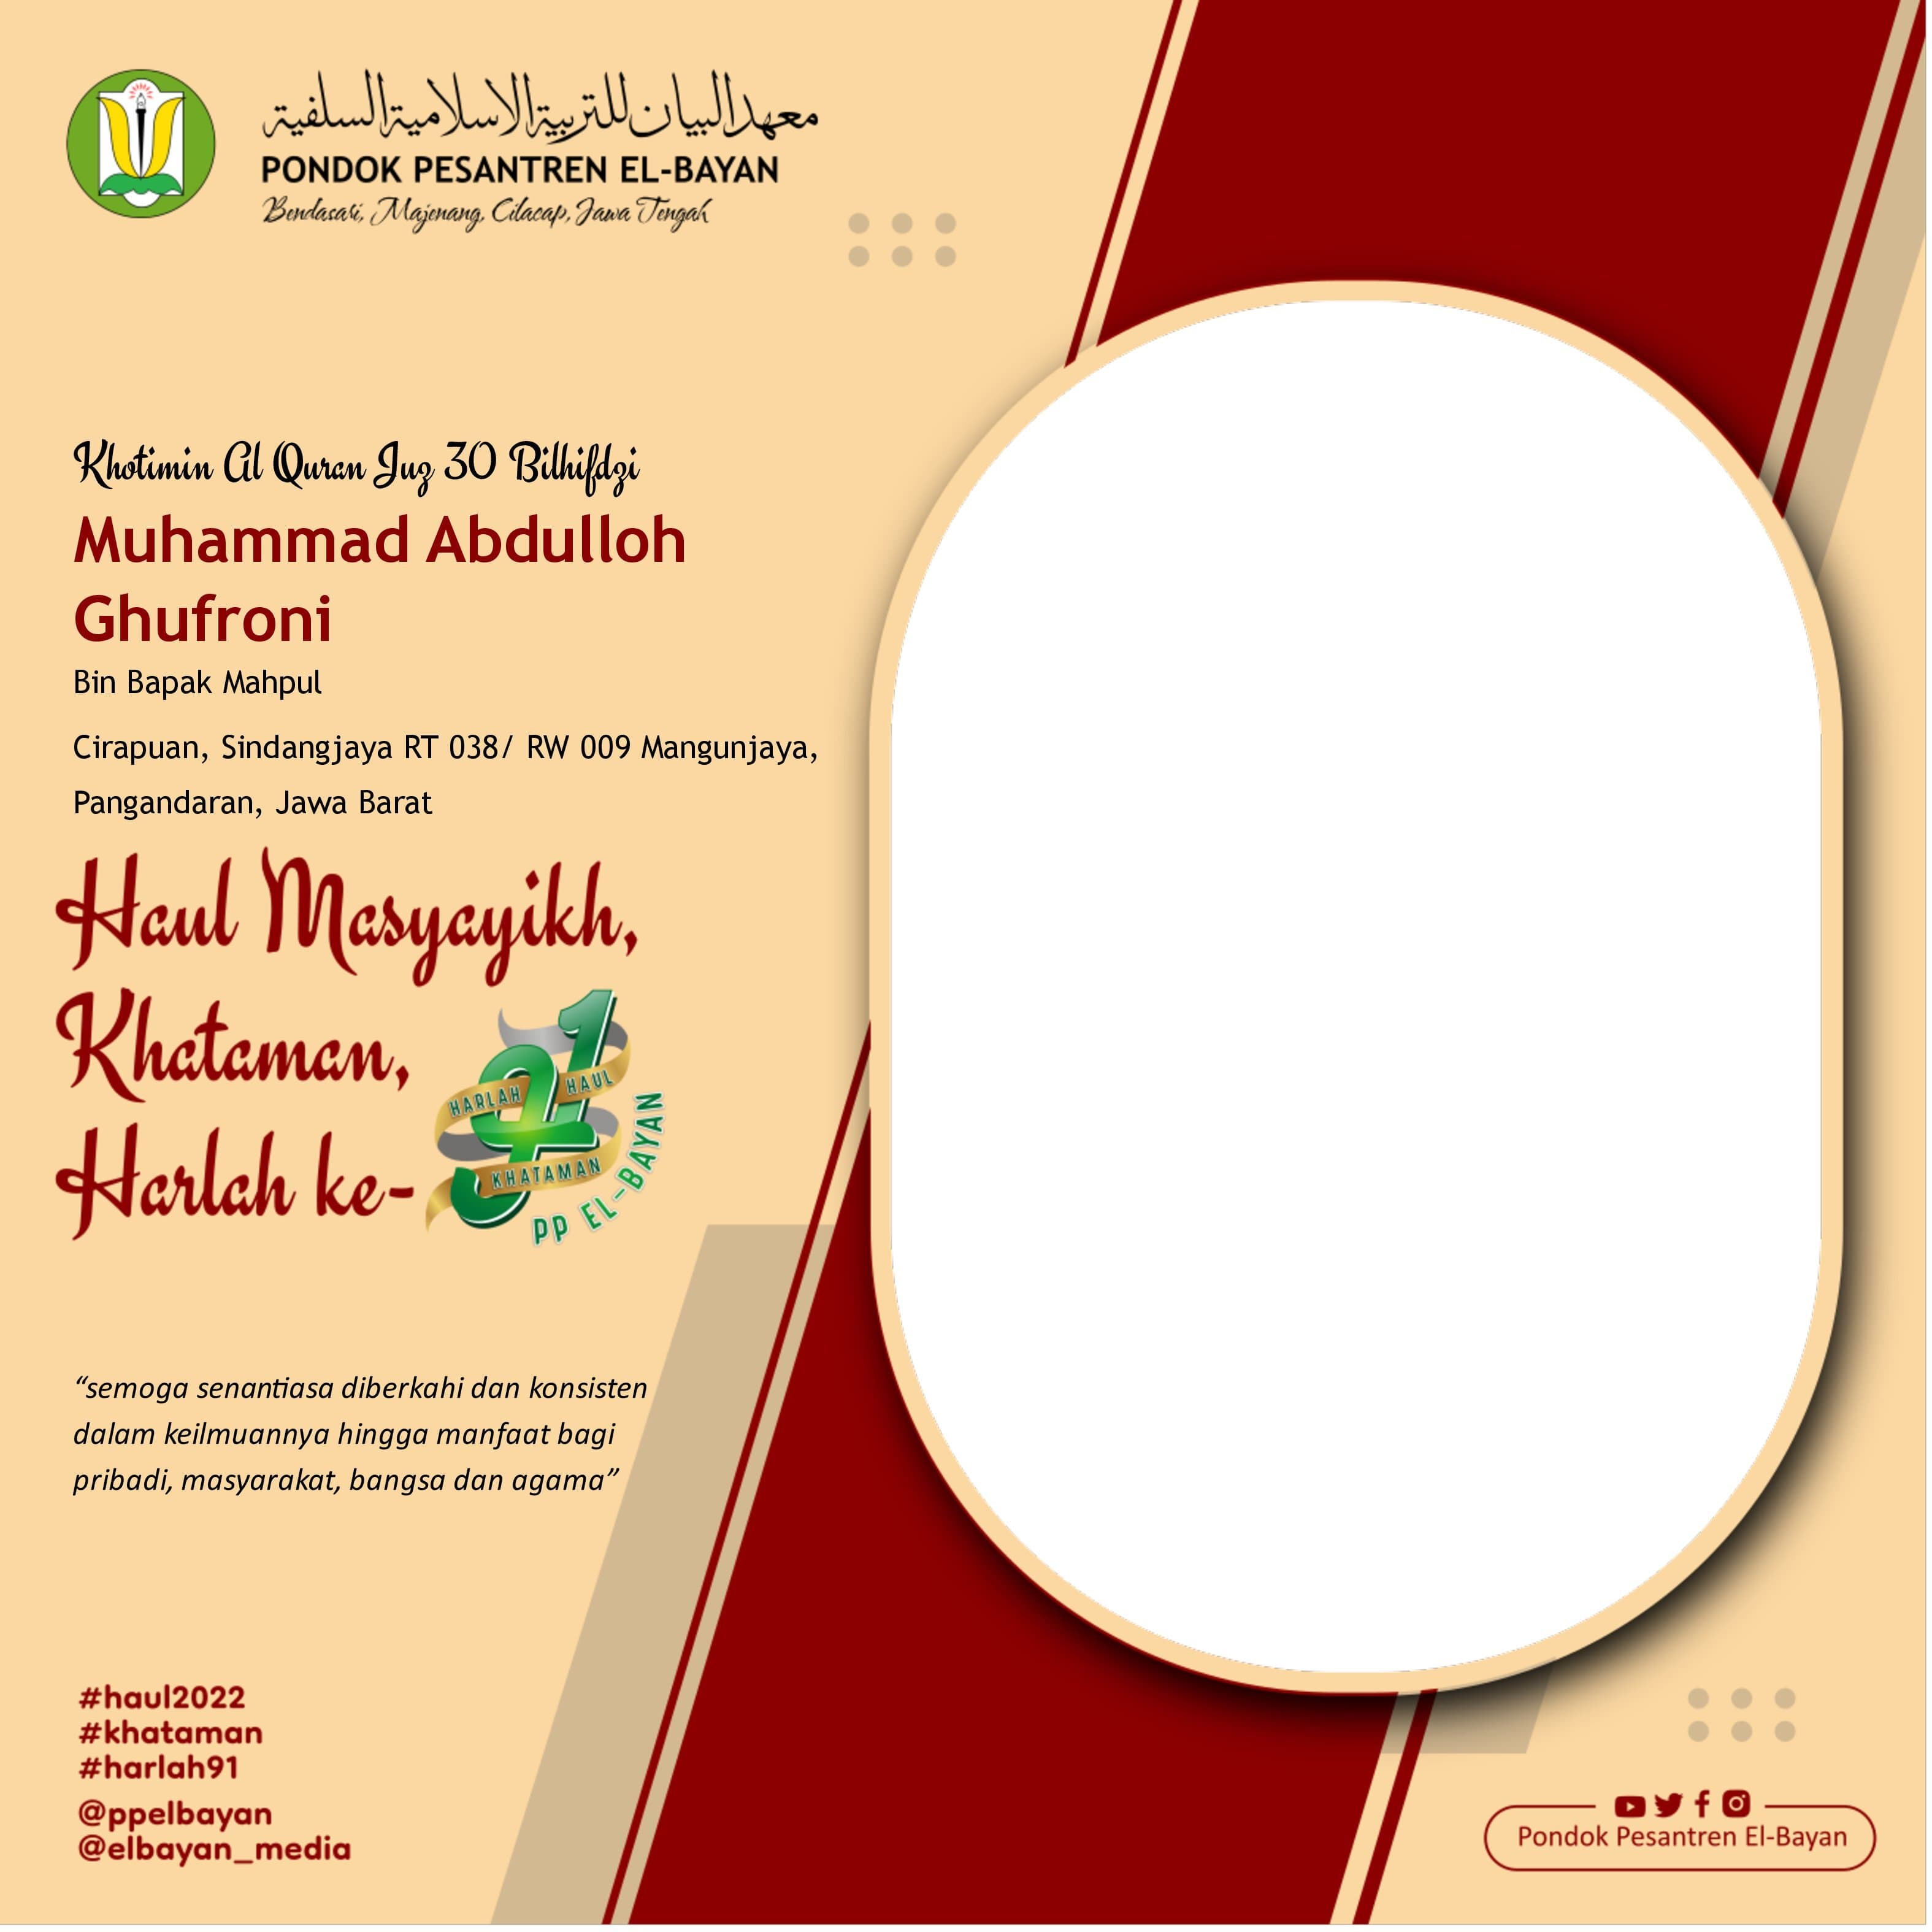 معهد البيان للتربية الاسلامية السلفية
PONDOK PESANTREN EL-BAYAN
Bendasari, Majenang, Cilacap, Jawa Tengah
Khotimin Al Quran Juz 30 Bilhifdzi
Muhammad Abdulloh
Ghufroni
Bin Bapak Mahpul
Cirapuan, Sindangjaya RT 038/ RW 009 Mangunjaya,
Pangandaran, Jawa Barat
Haul Masyayikh,
Khataman,
Harlah ke-
91
HARLAH HAUL
KHATAMAN
PP EL-BAYAN
“semoga senantiasa diberkahi dan konsisten
dalam keilmuannya hingga manfaat bagi
pribadi, masyarakat, bangsa dan agama”
#haul2022
#khataman
#harlah91
@ppelbayan
@elbayan_media
Pondok Pesantren El-Bayan